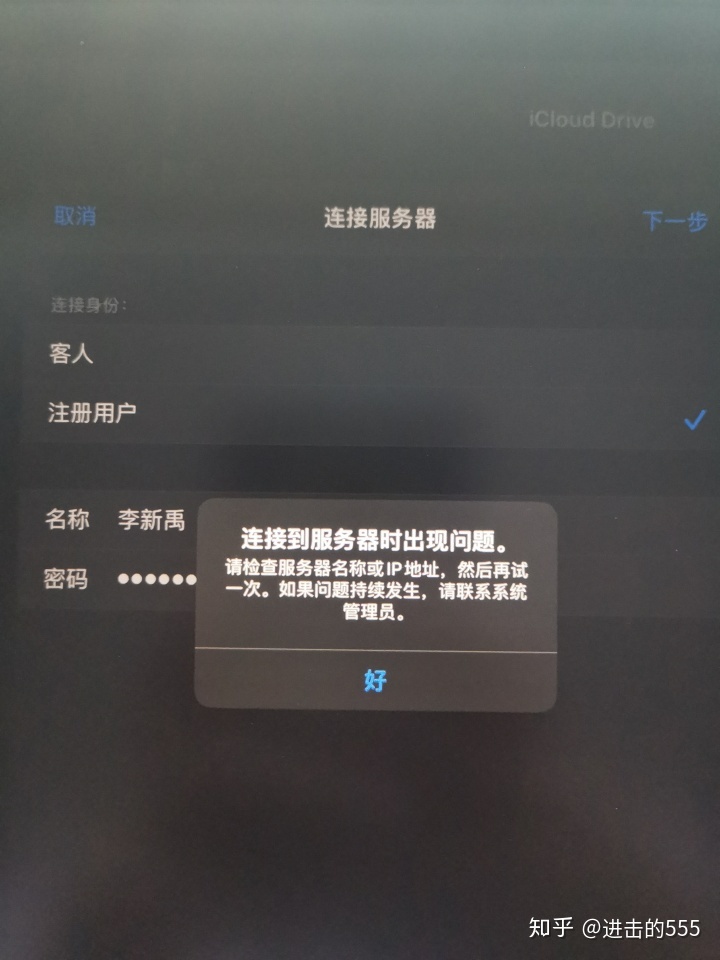 iCloud Drive
取消 连接服务器 下一步
连接身份：
客人
注册用户
名称 李新禹
密码 ●●●●●●
连接到服务器时出现问题。
请检查服务器名称或IP地址，然后再试
一次。如果问题持续发生，请联系系统
管理员。
好
知乎 @进击的555